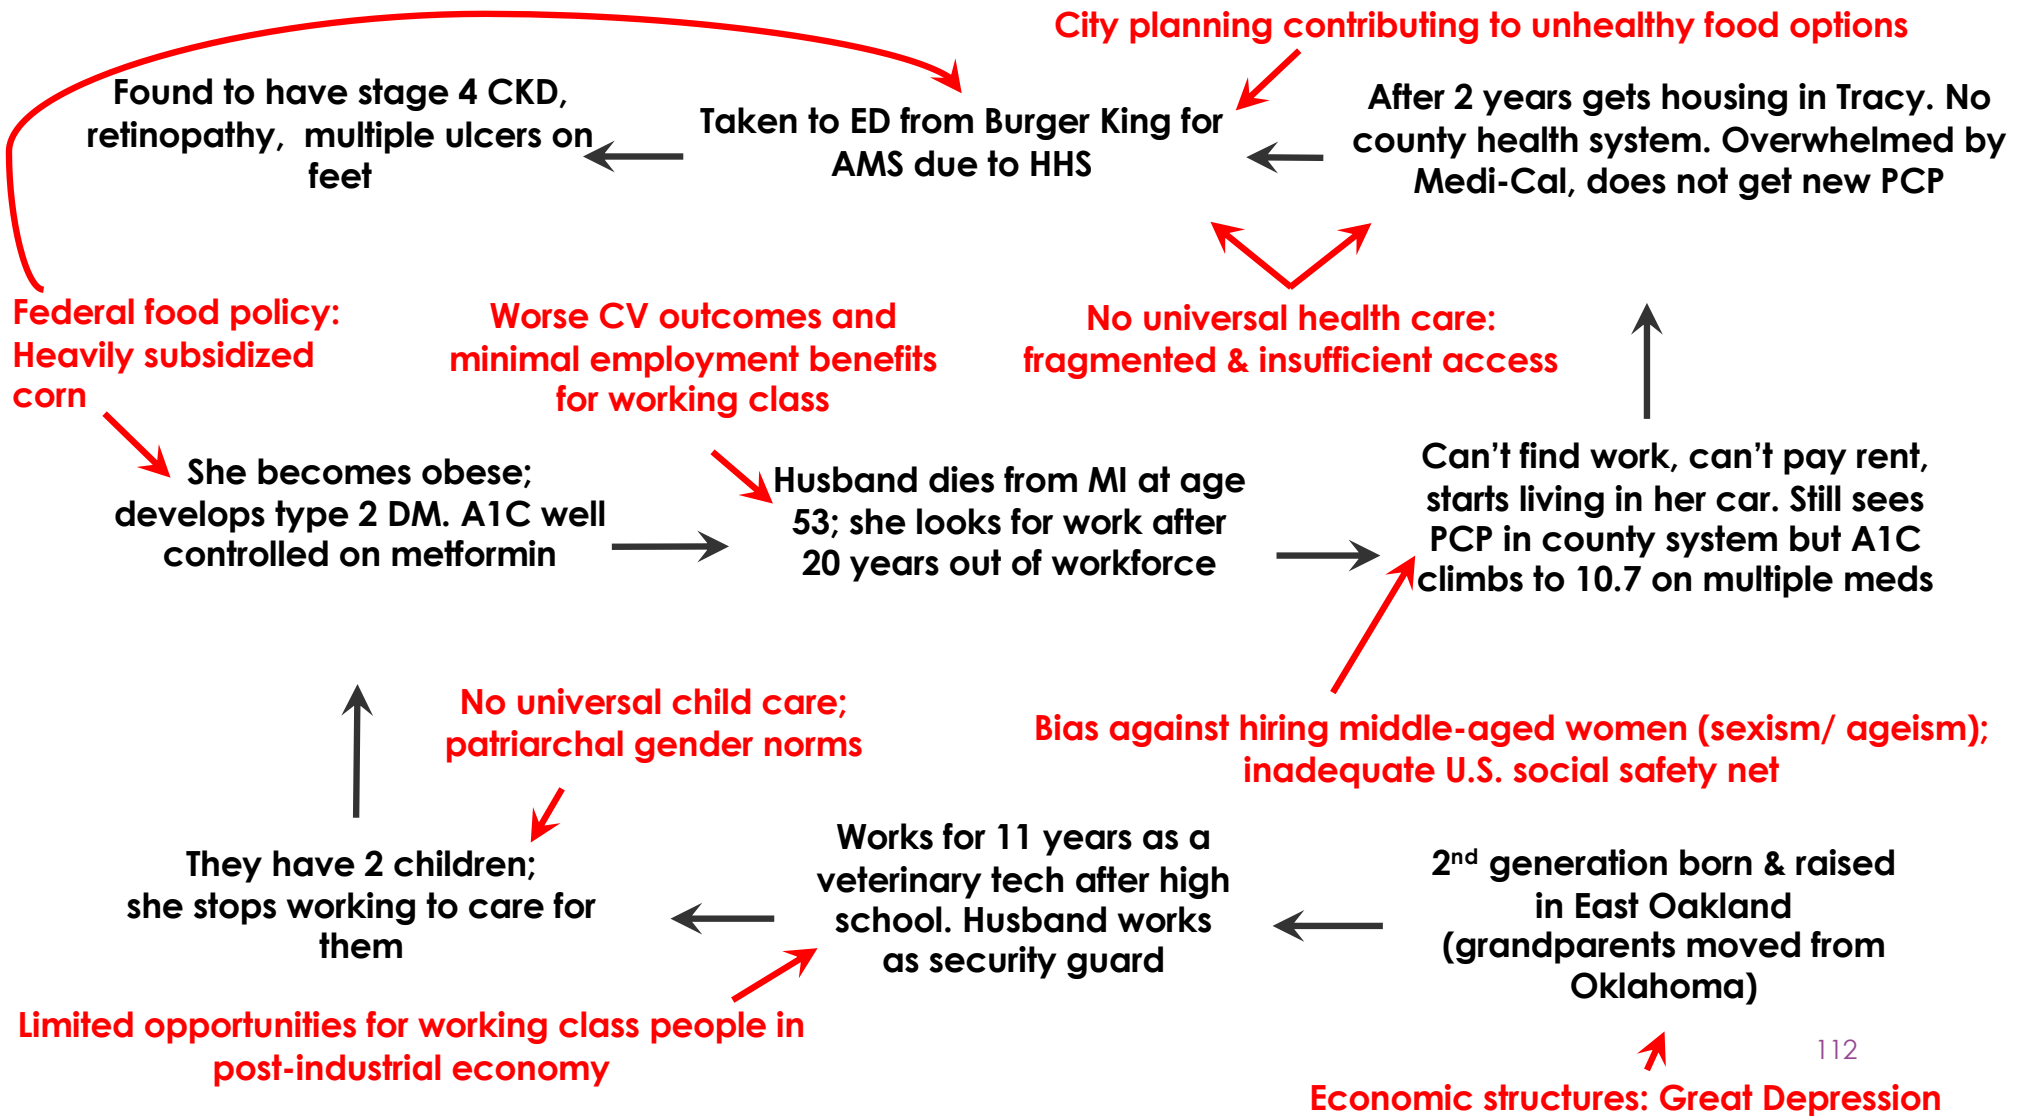 City planning contributing to unhealthy food options
Found to have stage 4 CKD,
retinopathy, multiple ulcers on
feet
Taken to ED from Burger King for
AMS due to HHS
After 2 years gets housing in Tracy. No
county health system. Overwhelmed by
Medi-Cal, does not get new PCP
Federal food policy:
Heavily subsidized
corn
Worse CV outcomes and
minimal employment benefits
for working class
No universal health care:
fragmented & insufficient access
She becomes obese;
develops type 2 DM. A1C well
controlled on metformin
Husband dies from MI at age
53; she looks for work after
20 years out of workforce
Can't find work, can't pay rent,
starts living in her car. Still sees
PCP in county system but A1C
climbs to 10.7 on multiple meds
No universal child care;
patriarchal gender norms
Bias against hiring middle-aged women (sexism/ ageism);
inadequate U.S. social safety net
They have 2 children;
she stops working to care for
them
Works for 11 years as a
veterinary tech after high
school. Husband works
as security guard
2nd generation born & raised
in East Oakland
(grandparents moved from
Oklahoma)
Limited opportunities for working class people in
post-industrial economy
112
Economic structures: Great Depression